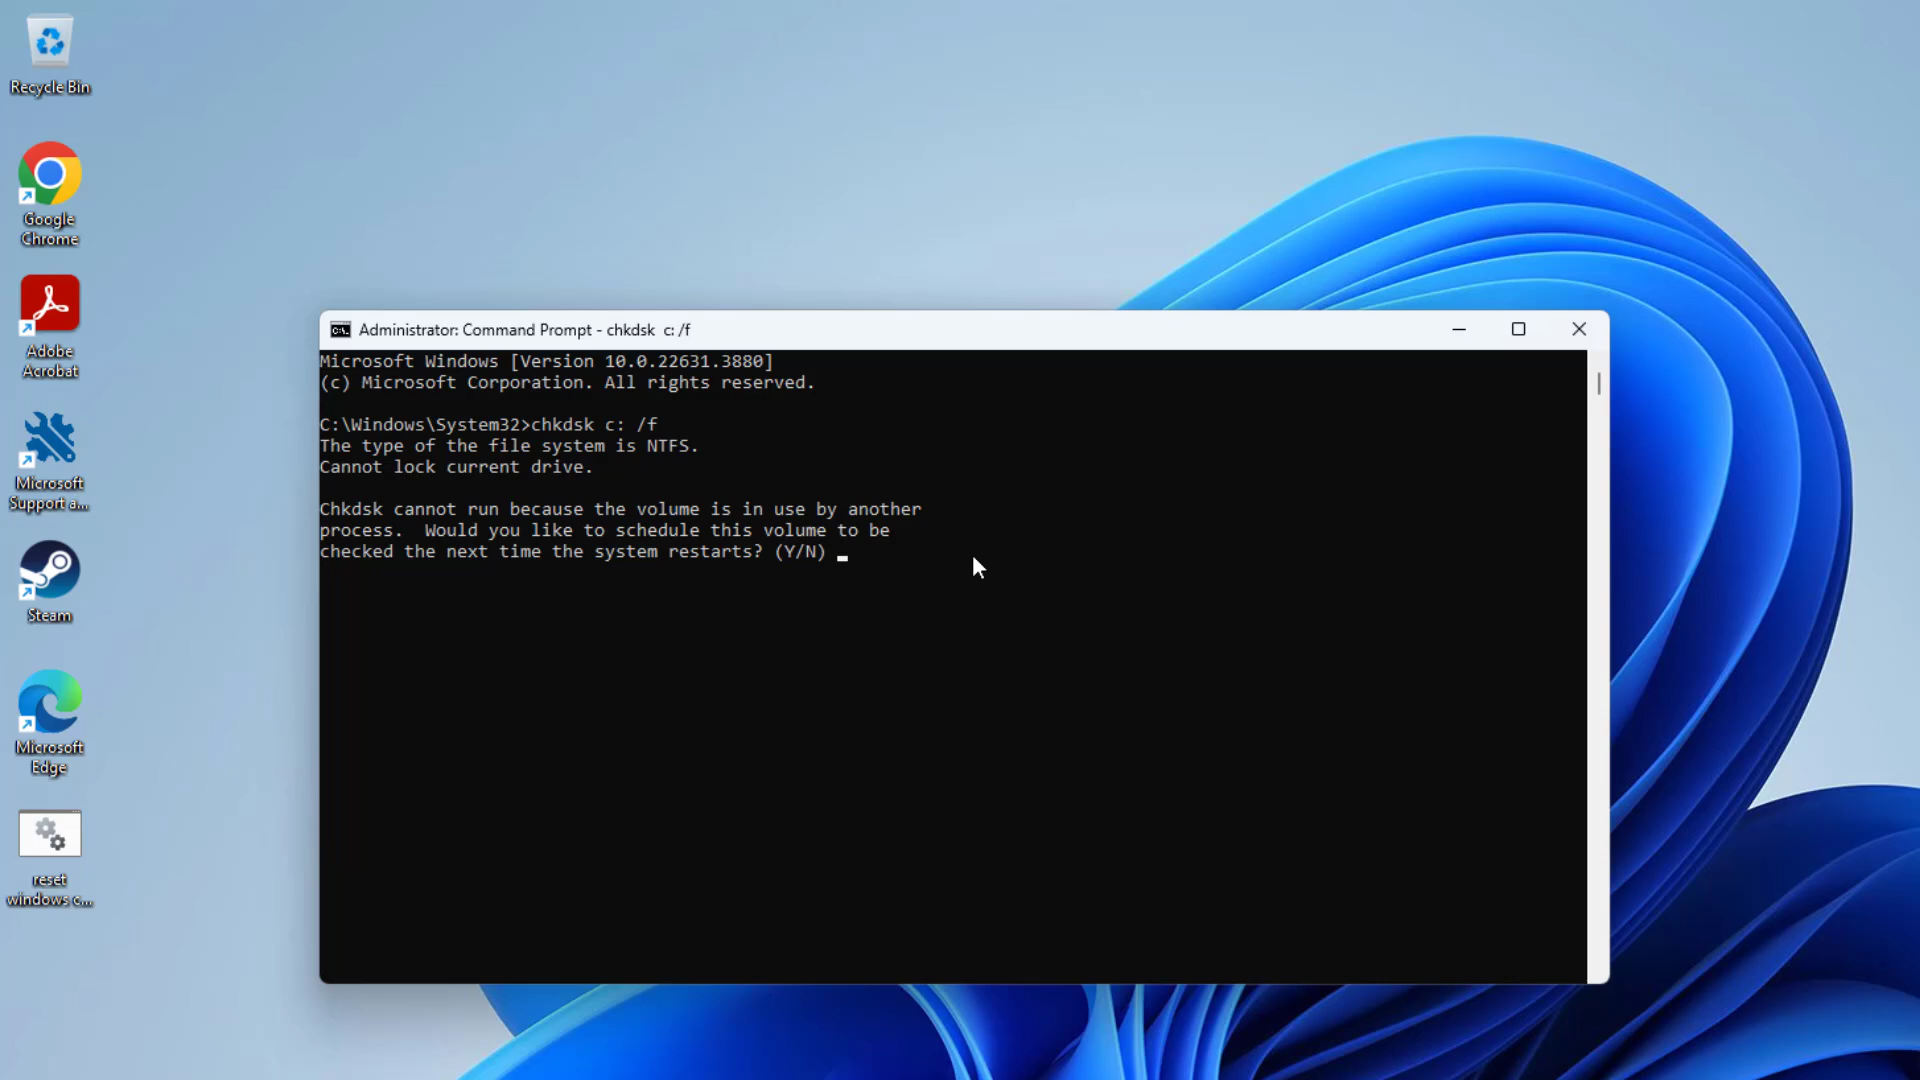 Recycle Bin
Google
Chrome
Adobe
Acrobat
Microsoft
Support a...
Steam
Microsoft
Edge
reset
windows c...
Administrator: Command Prompt - chkdsk  c: /f
Microsoft Windows [Version 10.0.22631.3880]
(c) Microsoft Corporation. All rights reserved.
C:\Windows\System32>chkdsk c: /f
The type of the file system is NTFS.
Cannot lock current drive.
Chkdsk cannot run because the volume is in use by another
process.  Would you like to schedule this volume to be
checked the next time the system restarts? (Y/N)